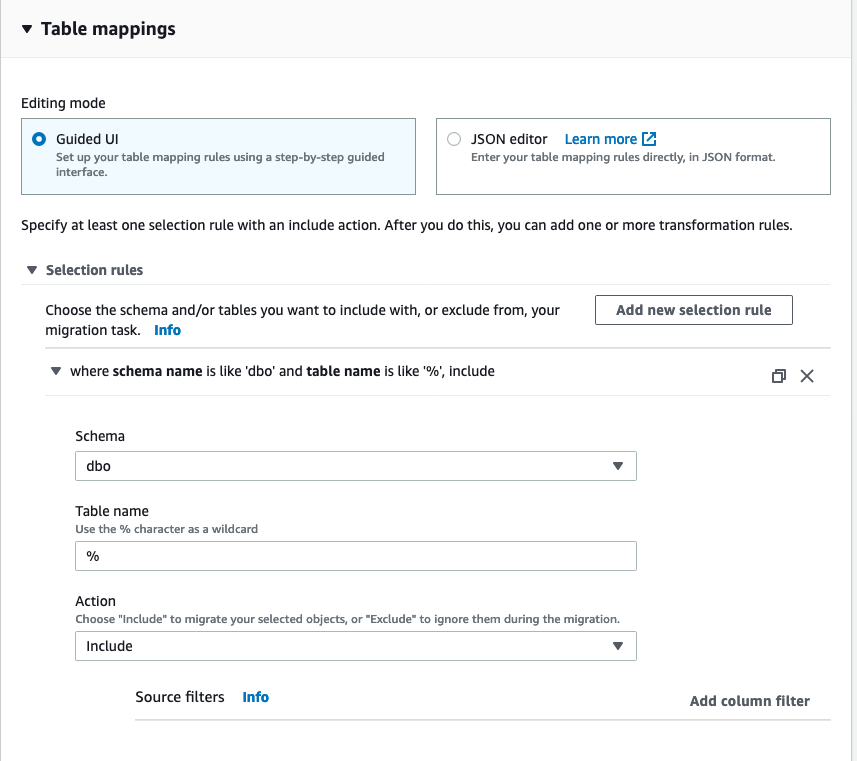 Table mappings
Editing mode
Guided UI
Set up your table mapping rules using a step-by-step guided
interface.
JSON editor Learn more
Enter your table mapping rules directly, in JSON format.
Specify at least one selection rule with an include action. After you do this, you can add one or more transformation rules.
Selection rules
Choose the schema and/or tables you want to include with, or exclude from, your
migration task. Info
Add new selection rule
where schema name is like 'dbo' and table name is like '%', include
Schema
dbo
Table name
Use the % character as a wildcard
%
Action
Choose "Include" to migrate your selected objects, or "Exclude" to ignore them during the migration.
Include
Source filters Info
Add column filter